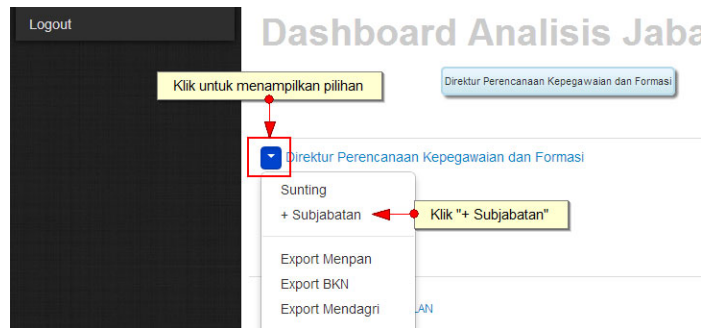 Logout
Dashboard Analisis Jaba
Klik untuk menampilkan pilihan
Direktur Perencanaan Kepegawaian dan Formasi
Direktur Perencanaan Kepegawaian dan Formasi
Sunting
+ Subjabatan
Klik "+ Subjabatan"
Export Menpan
Export BKN
Export Mendagri
LAN